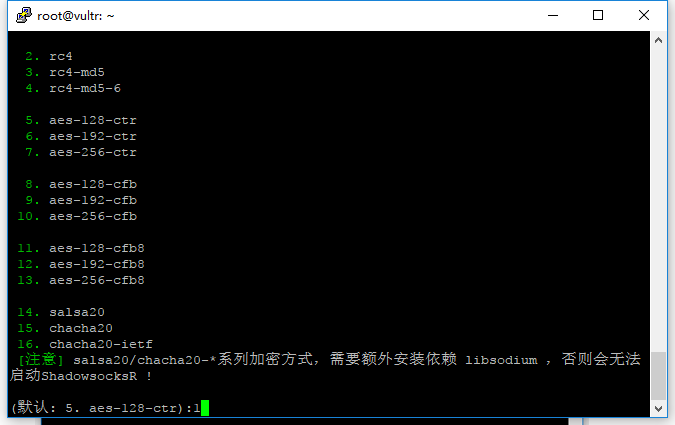 root@vultr: ~
2. rc4
3. rc4-md5
4. rc4-md5-6
5. aes-128-ctr
6. aes-192-ctr
7. aes-256-ctr
8. aes-128-cfb
9. aes-192-cfb
10. aes-256-cfb
11. aes-128-cfb8
12. aes-192-cfb8
13. aes-256-cfb8
14. salsa20
15. chacha20
16. chacha20-ietf
[注意] salsa20/chacha20-*系列加密方式，需要额外安装依赖 libsodium ，否则会无法
启动ShadowsocksR !
(默认: 5. aes-128-ctr):1